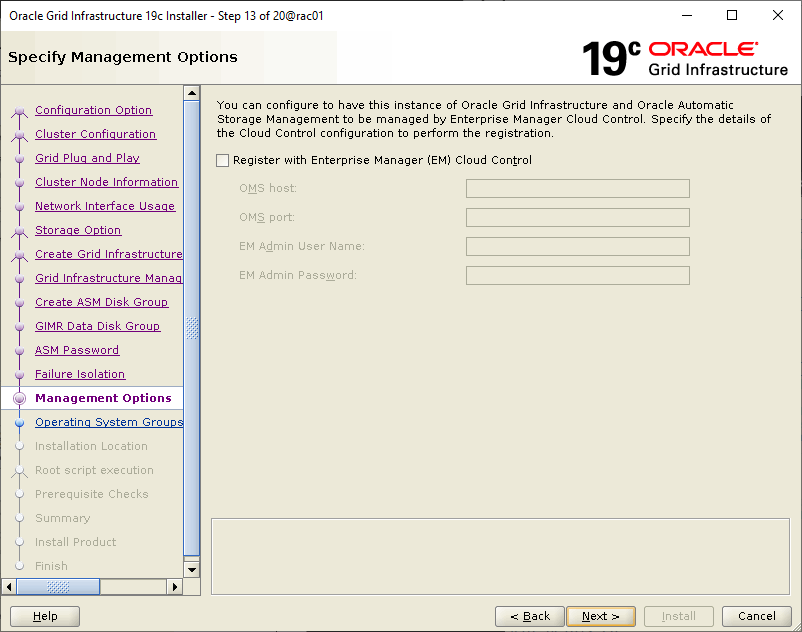 Oracle Grid Infrastructure 19c Installer - Step 13 of 20@rac01
Specify Management Options
19c ORACLE
Grid Infrastructure
Configuration Option
Cluster Configuration
Grid Plug and Play
Cluster Node Information
Network Interface Usage
Storage Option
Create Grid Infrastructure
Grid Infrastructure Manag
Create ASM Disk Group
GIMR Data Disk Group
ASM Password
Failure Isolation
Management Options
Operating System Groups
Installation Location
Root script execution
Prerequisite Checks
Summary
Install Product
Finish
You can configure to have this instance of Oracle Grid Infrastructure and Oracle Automatic
Storage Management to be managed by Enterprise Manager Cloud Control. Specify the details of
the Cloud Control configuration to perform the registration.
Register with Enterprise Manager (EM) Cloud Control
OMS host:
OMS port:
EM Admin User Name:
EM Admin Password:
Help
< Back
Next >
Install
Cancel